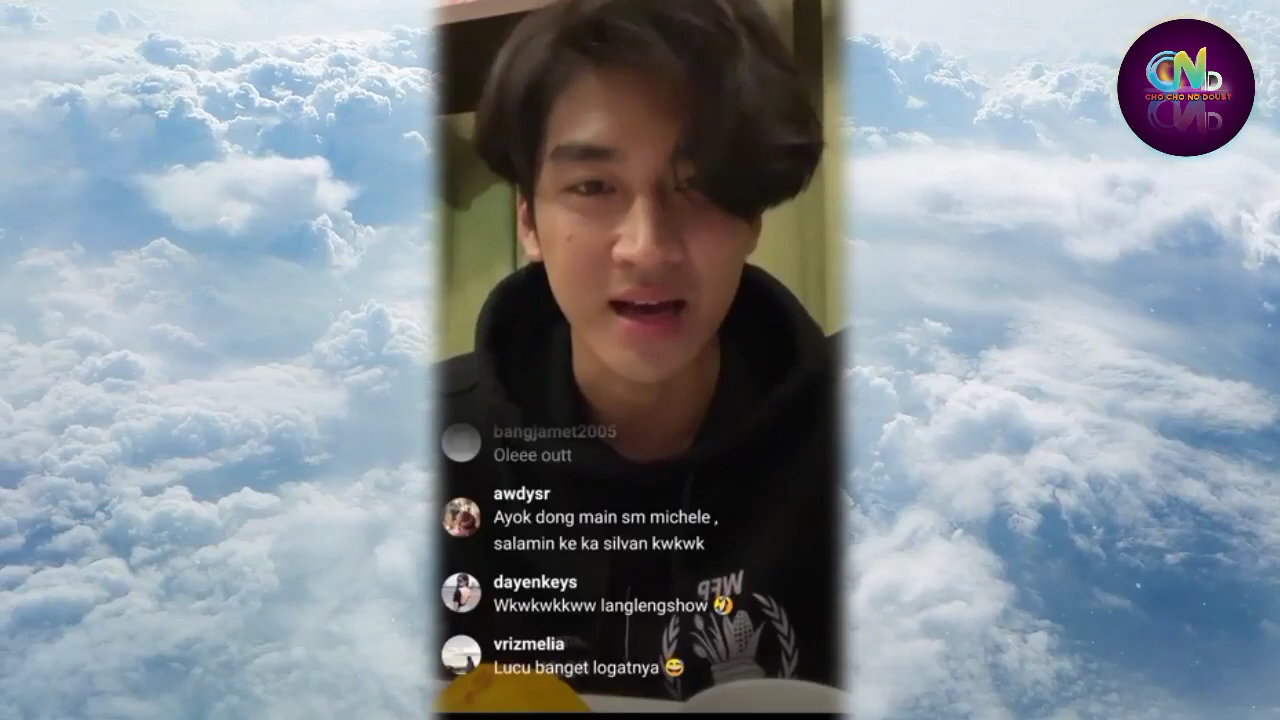 CND
CHO CHO NO DOUBT
bangjamet2005
Oleee outt
awdysr
Ayok dong main sm michele ,
salamin ke ka silvan kwkwk
dayenkeys
Wkwkwkkww langlengshow 🤣
WFP
vrizmelia
Lucu banget logatnya 😅